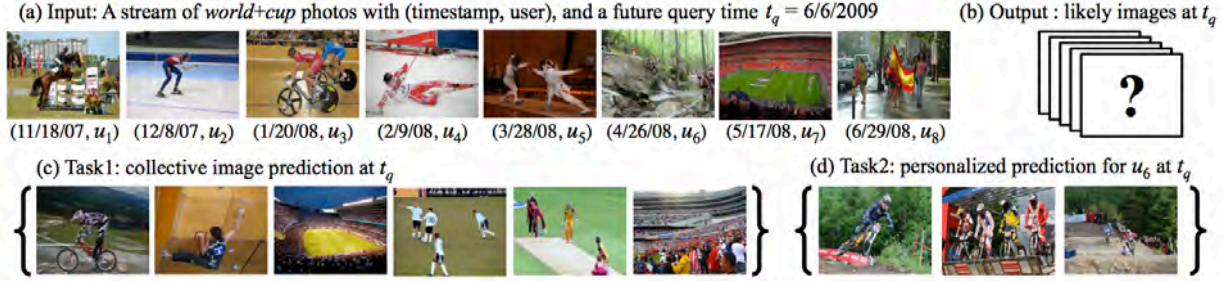 (a) Input: A stream of world+cup photos with (timestamp, user), and a future query time t_q = 6/6/2009
(b) Output : likely images at t_q
?
(11/18/07, u_1) (12/8/07, u_2) (1/20/08, u_3) (2/9/08, u_4) (3/28/08, u_5) (4/26/08, u_6) (5/17/08, u_7) (6/29/08, u_8)
(c) Task1: collective image prediction at t_q
(d) Task2: personalized prediction for u_6 at t_q